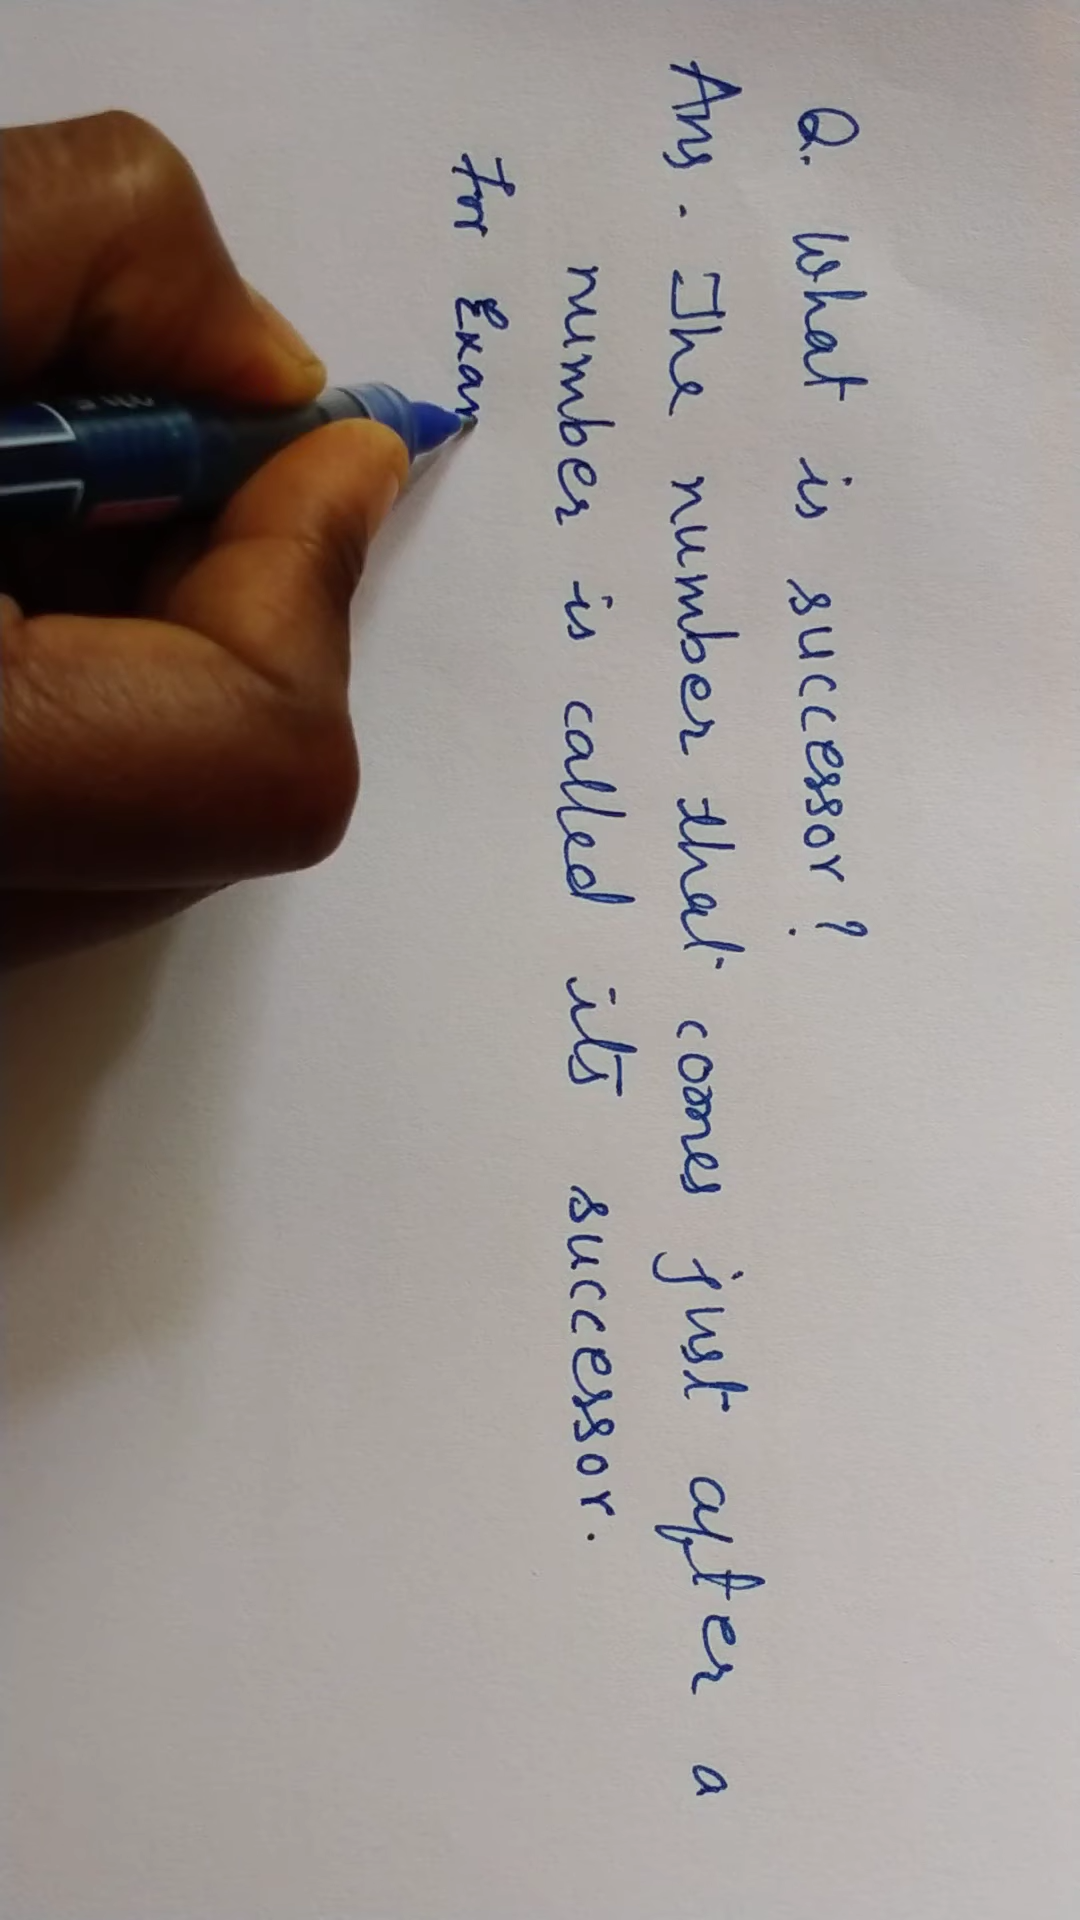 Q. What is successor?
Ans. The number that comes just after a
number is called its successor.
For Exam